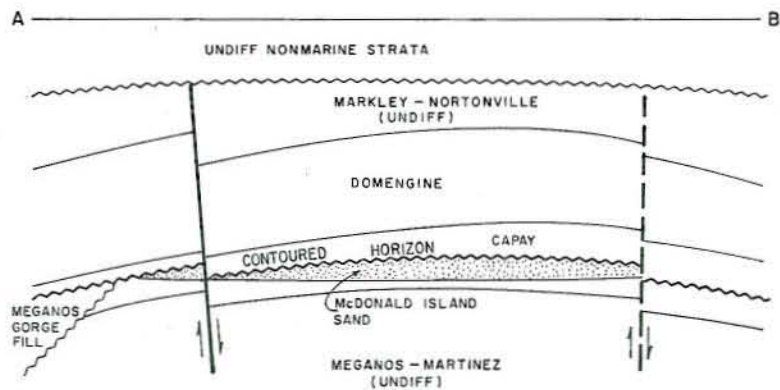 A
B
UNDIFF NONMARINE STRATA
MARKLEY – NORTONVILLE
(UNDIFF)
DOMENGINE
CONTOURED HORIZON CAPAY
MEGANOS
GORGE
FILL
McDONALD ISLAND
SAND
MEGANOS – MARTINEZ
(UNDIFF)